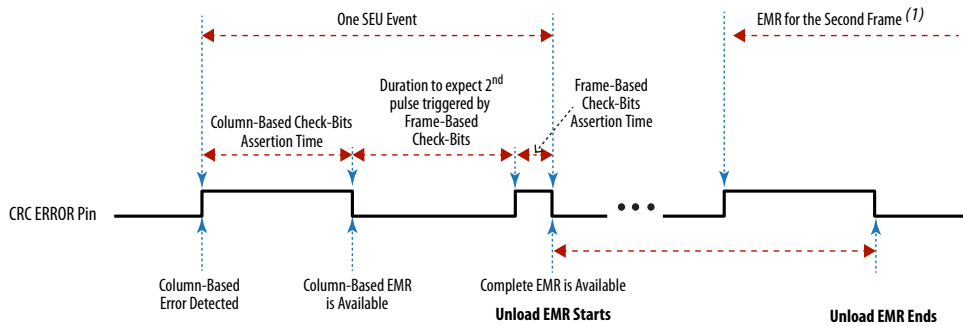 One SEU Event
EMR for the Second Frame (1)
Duration to expect 2nd
pulse triggered by
Frame-Based
Check-Bits
Frame-Based
Check-Bits
Assertion Time
Column-Based Check-Bits
Assertion Time
CRC ERROR Pin
Column-Based
Error Detected
Column-Based EMR
is Available
Complete EMR is Available
Unload EMR Starts
Unload EMR Ends